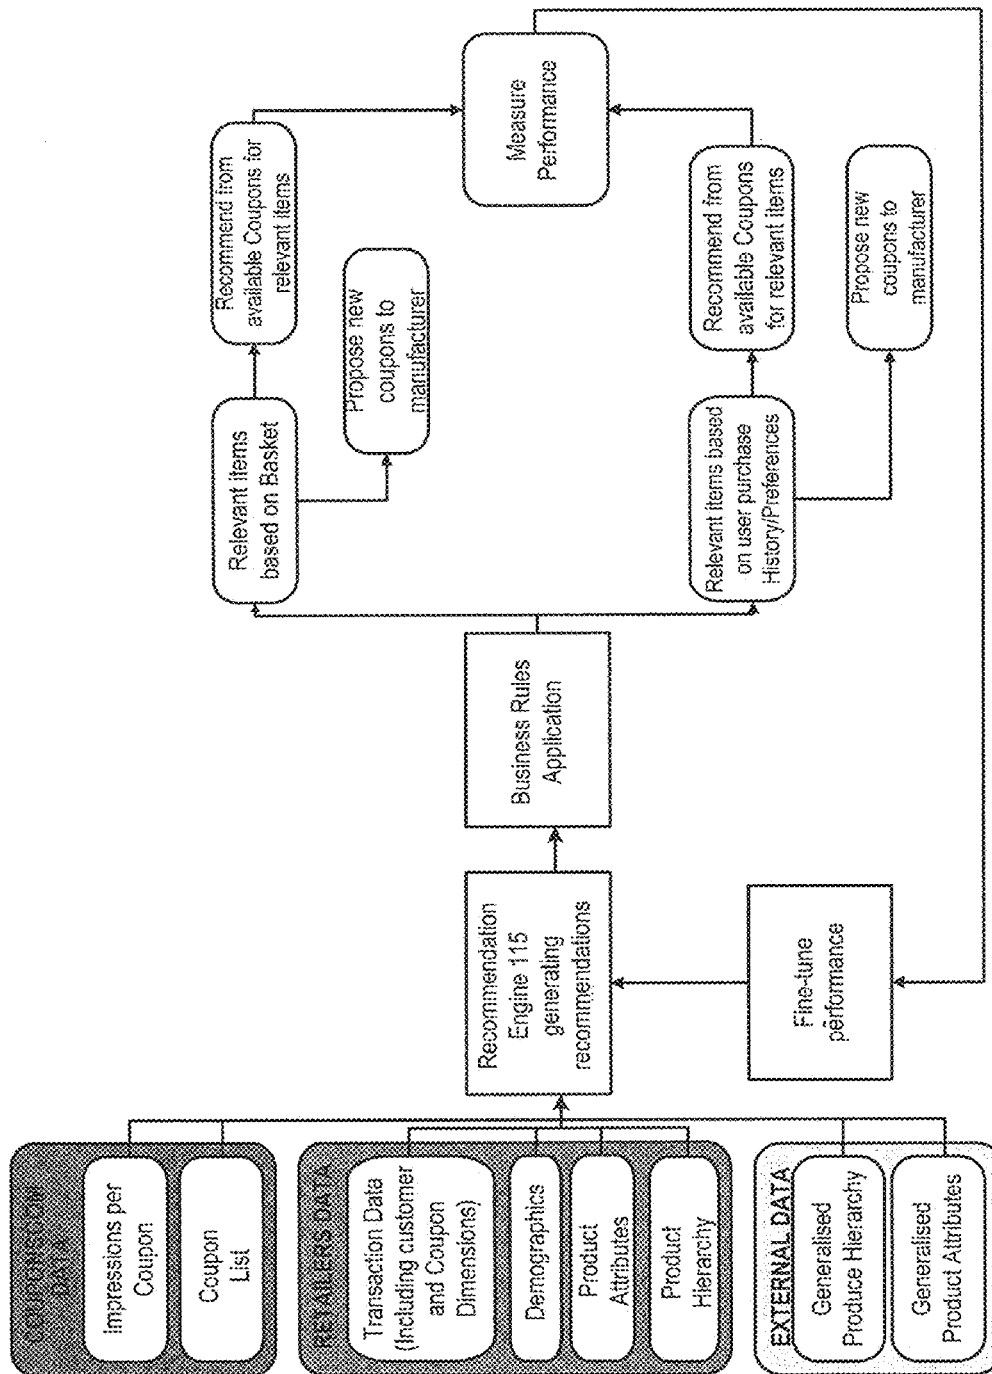 COUPONSTON
DATA
Impressions per
Coupon
Coupon
List
RETAILERS DATA
Transaction Data
(Including customer
and Coupon
Dimensions)
Demographics
Product
Attributes
Product
Hierarchy
EXTERNAL DATA
Generalised
Produce Hierarchy
Generalised
Product Attributes
Recommendation
Engine 115
generating
recommendations
Fine-tune
performance
Business Rules
Application
Relevant items
based on Basket
Propose new
coupons to
manufacturer
Recommend from
available Coupons for
relevant items
Relevant items based
on user purchase
History/Preferences
Recommend from
available Coupons
for relevant items
Propose new
coupons to
manufacturer
Measure
Performance